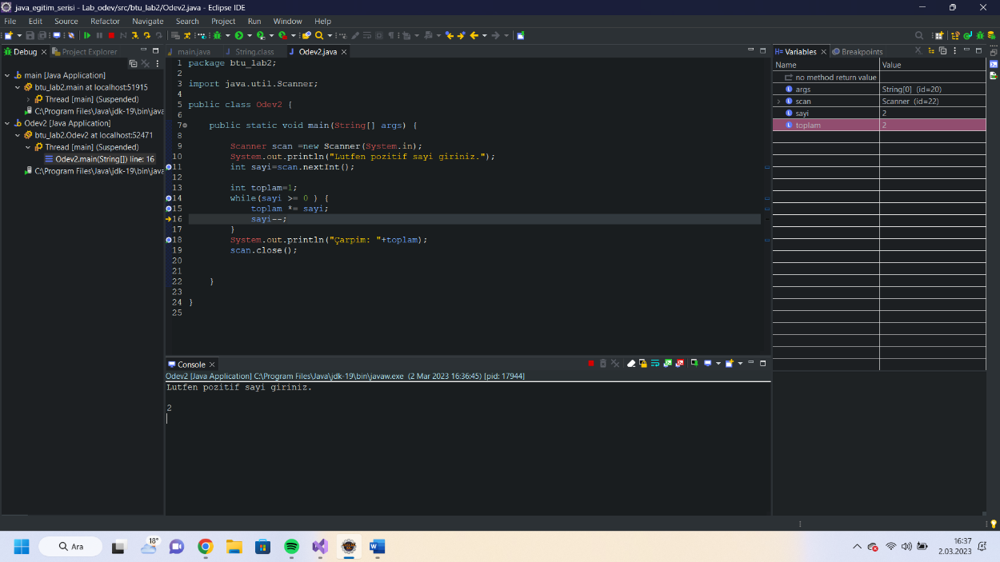 java_egitim_serisi - Lab_odev/src/btu_lab2/Odev2.java - Eclipse IDE
File Edit Source Refactor Navigate Search Project Run Window Help
Debug Project Explorer
main [Java Application]
btu_lab2.main at localhost:51915
Thread [main] (Suspended)
C:\Program Files\Java\jdk-19\bin\java
Odev2 [Java Application]
btu_lab2.Odev2 at localhost:52471
Thread [main] (Suspended)
Odev2.main(String[]) line: 16
C:\Program Files\Java\jdk-19\bin\java
main.java String.class Odev2.java
1 package btu_lab2;
2
3 import java.util.Scanner;
4
5 public class Odev2 {
6
7 public static void main(String[] args) {
8
9 Scanner scan =new Scanner(System.in);
10 System.out.println("Lutfen pozitif sayi giriniz.");
11 int sayi=scan.nextInt();
12
13 int toplam=1;
14 while(sayi >= 0 ) {
15 toplam *= sayi;
16 sayi--;
17 }
18 System.out.println("Çarpim: "+toplam);
19 scan.close();
20
21
22 }
23
24 }
25
Variables Breakpoints
Name Value
no method return value
args String[0] (id=20)
scan Scanner (id=22)
sayi 2
toplam 2
Console
Odev2 [Java Application] C:\Program Files\Java\jdk-19\bin\javaw.exe (2 Mar 2023 16:36:45) [pid: 17944]
Lutfen pozitif sayi giriniz.
2
Ara
18°
16:37
2.03.2023